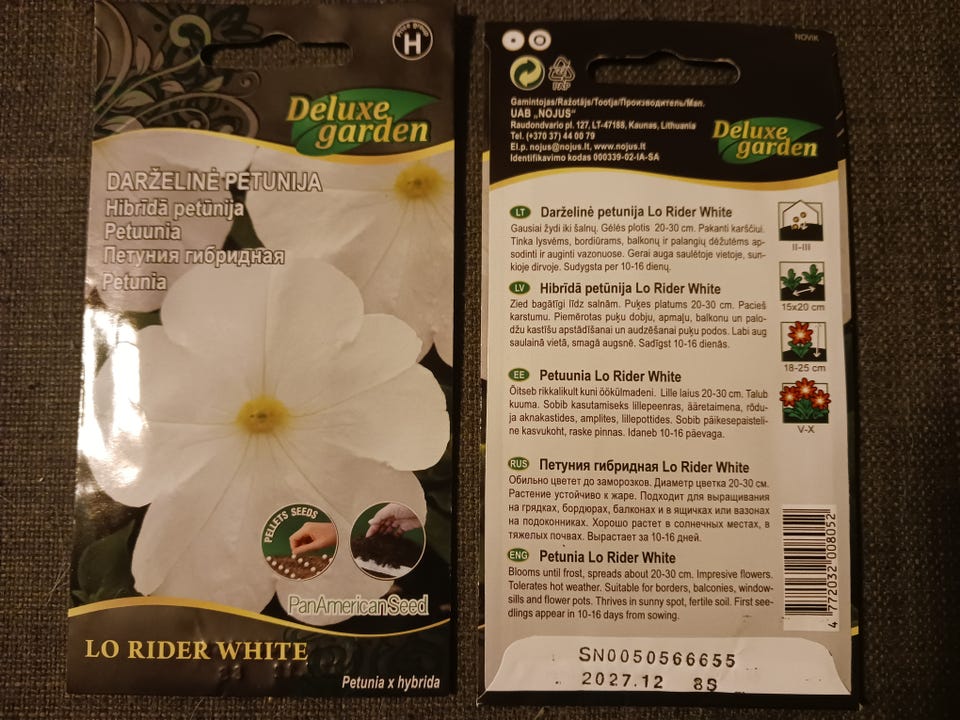 Price group
H
Deluxe
garden
DARŽELINĖ PETUNIJA
Hibrīdā petūnija
Petuunia
Петуния гибридная
Petunia
PELLETS SEEDS
PanAmerican Seed
LO RIDER WHITE
Petunia x hybrida
NOVIK
PAP
Gamintojas/Ražotājs/Tootja/Производитель/Man.
UAB „NOJUS“
Raudondvario pl. 127, LT-47188, Kaunas, Lithuania
Tel. (+370 37) 44 00 79
El.p. nojus@nojus.lt, www.nojus.lt
Identifikavimo kodas 000339-02-IA-SA
Deluxe
garden
LT Darželinė petunija Lo Rider White
Gausiai žydi iki šalnų. Gėlės plotis 20-30 cm. Pakanti karščiui.
Tinka lysvėms, bordiūrams, balkonų ir palangių dėžutėms ap-
sodinti ir auginti vazonuose. Gerai auga saulėtoje vietoje, sun-
kioje dirvoje. Sudygsta per 10-16 dienų.
II-III
LV Hibrīdā petūnija Lo Rider White
Zied bagātīgi līdz salnām. Puķes platums 20-30 cm. Pacieš
karstumu. Piemērotas puķu dobju, apmaļu, balkonu un palo-
džu kastīšu apstādīšanai un audzēšanai puķu podos. Labi aug
saulainā vietā, smagā augsnē. Sadīgst 10-16 dienās.
15x20 cm
18-25 cm
EE Petuunia Lo Rider White
Õitseb rikkalikult kuni öökülmadeni. Lille laius 20-30 cm. Talub
kuuma. Sobib kasutamiseks lillepeenras, ääretaimena, rõdu-
ja aknakastides, amplites, lillepottides. Sobib päikesepaisteli-
ne kasvukoht, raske pinnas. Idaneb 10-16 päevaga.
V-X
RUS Петуния гибридная Lo Rider White
Обильно цветет до заморозков. Диаметр цветка 20-30 см.
Растение устойчиво к жаре. Подходит для выращивания
на грядках, бордюрах, балконах и в ящичках или вазонах
на подоконниках. Хорошо растет в солнечных местах, в
тяжелых почвах. Вырастает за 10-16 дней.
ENG Petunia Lo Rider White
Blooms until frost, spreads about 20-30 cm. Impresive flowers.
Tolerates hot weather. Suitable for borders, balconies, window-
sills and flower pots. Thrives in sunny spot, fertile soil. First see-
dlings appear in 10-16 days from sowing.
4 772032 008052
SN0050566655
2027.12 8S